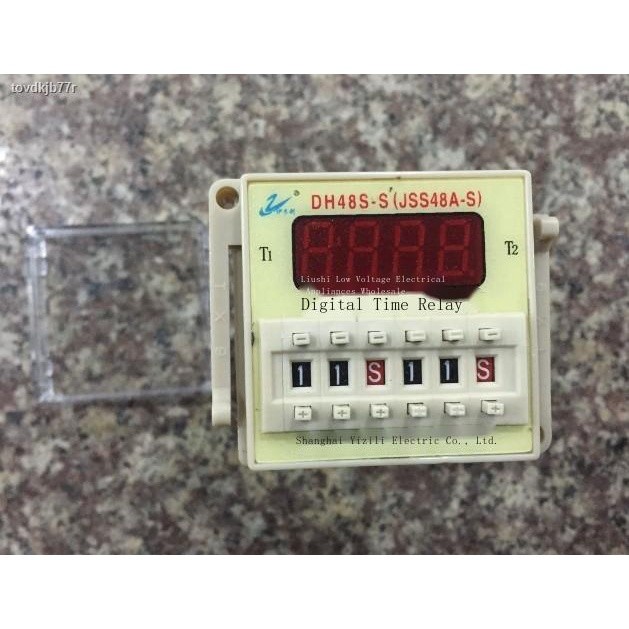 tovdkjb77r
®
DH48S-S (JSS48A-S)
T1
T2
Liushi Low Voltage Electrical
Appliances Wholesale
Digital Time Relay
- - - - - -
1 1 S 1 1 S
+ + + + + +
Shanghai Yizili Electric Co., Ltd.